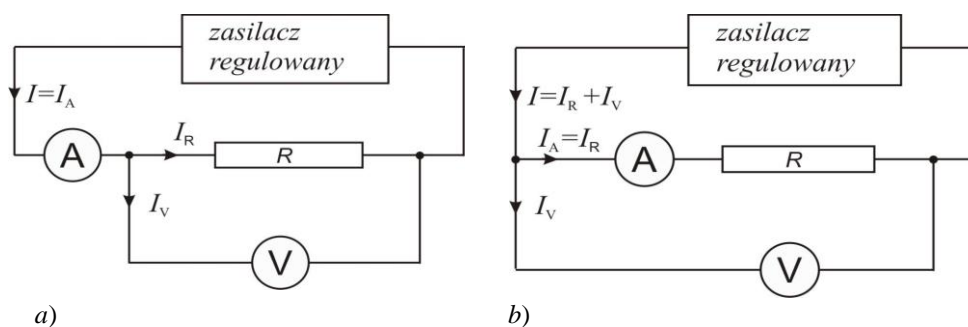 zasilacz
regulowany
I=I_A
I_R
A
R
I_V
V
a)
zasilacz
regulowany
I=I_R+I_V
I_A=I_R
A
R
I_V
V
b)